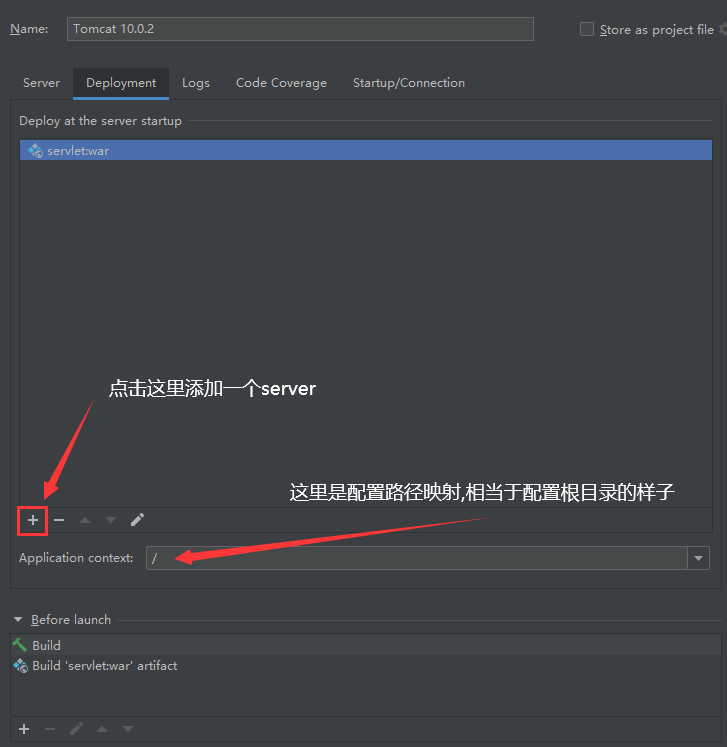 Name: Tomcat 10.0.2 Store as project file
Server Deployment Logs Code Coverage Startup/Connection
Deploy at the server startup
servlet:war
点击这里添加一个server
这里是配置路径映射,相当于配置根目录的样子
Application context: /
Before launch
Build
Build 'servlet:war' artifact